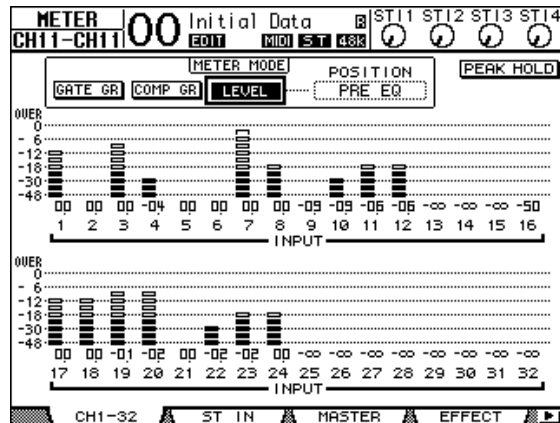 METER 00 Initial Data R ST11 ST12 ST13 ST14
CH11-CH11 EDIT MIDI ST 48k
METER MODE
POSITION PEAK HOLD
GATE GR COMP GR LEVEL PRE EQ
OVER
0
- 6
-12
-18
-30
-48
00 00 00 -04 00 00 00 00 -09 -09 -06 -06 -∞ -∞ -∞ -50
1 2 3 4 5 6 7 8 9 10 11 12 13 14 15 16
INPUT
OVER
0
- 6
-12
-18
-30
-48
00 00 -01 -02 00 -02 -02 00 -∞ -∞ -∞ -∞ -∞ -∞ -∞ -∞
17 18 19 20 21 22 23 24 25 26 27 28 29 30 31 32
INPUT
CH1-32 ST IN MASTER EFFECT